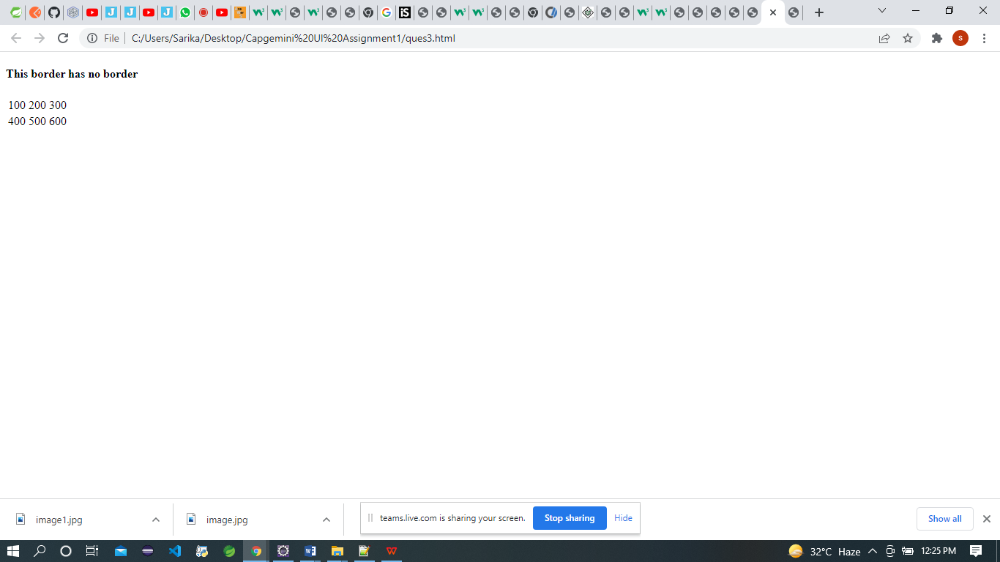 File C:/Users/Sarika/Desktop/Capgemini%20UI%20Assignment1/ques3.html
S
This border has no border
100 200 300
400 500 600
image1.jpg
image.jpg
teams.live.com is sharing your screen.
Stop sharing
Hide
Show all
32°C Haze
12:25 PM